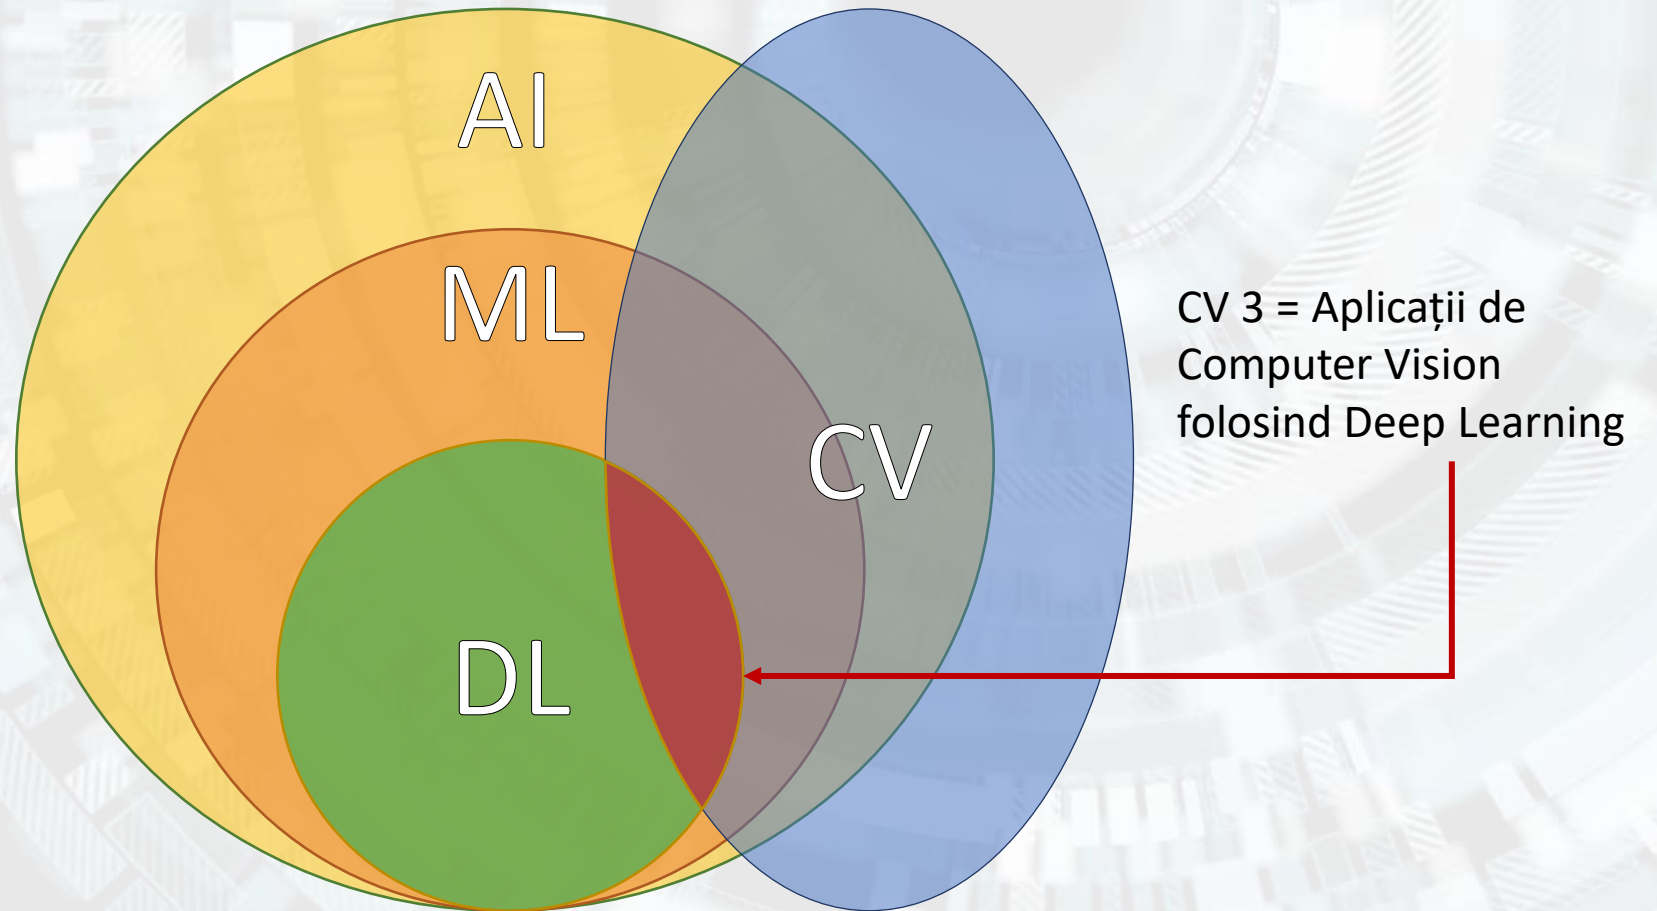 AI
ML
CV
DL
CV 3 = Aplicații de
Computer Vision
folosind Deep Learning